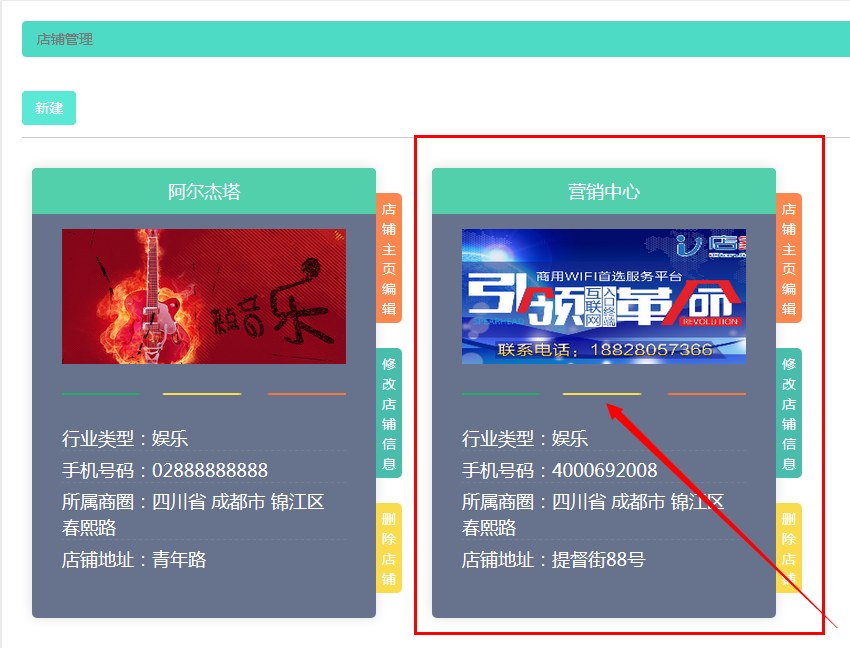 店铺管理
新建
阿尔杰塔
行业类型：娱乐
手机号码：02888888888
所属商圈：四川省 成都市 锦江区
春熙路
店铺地址：青年路
店铺主页编辑
修改店铺信息
删除店铺
营销中心
商用WIFI首选服务平台
引领
互联网
入口终端
革命
REVOLUTION
联系电话：18828057366
行业类型：娱乐
手机号码：4000692008
所属商圈：四川省 成都市 锦江区
春熙路
店铺地址：提督街88号
店铺主页编辑
修改店铺信息
删除店铺